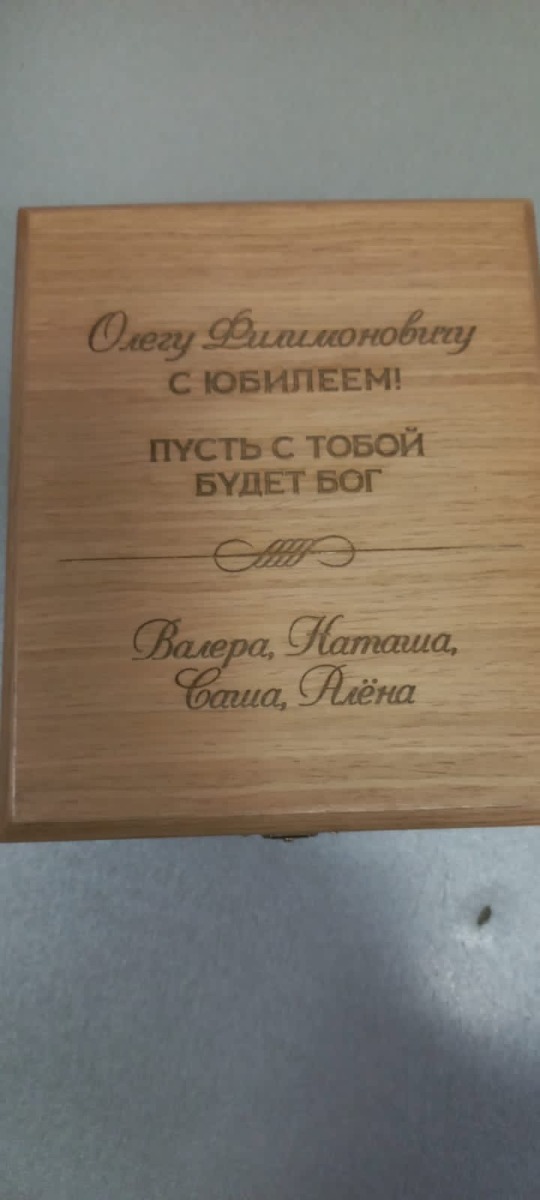 Олегу Филимоновичу
С ЮБИЛЕЕМ!
ПУСТЬ С ТОБОЙ
БУДЕТ БОГ
Валера, Наташа,
Саша, Алёна